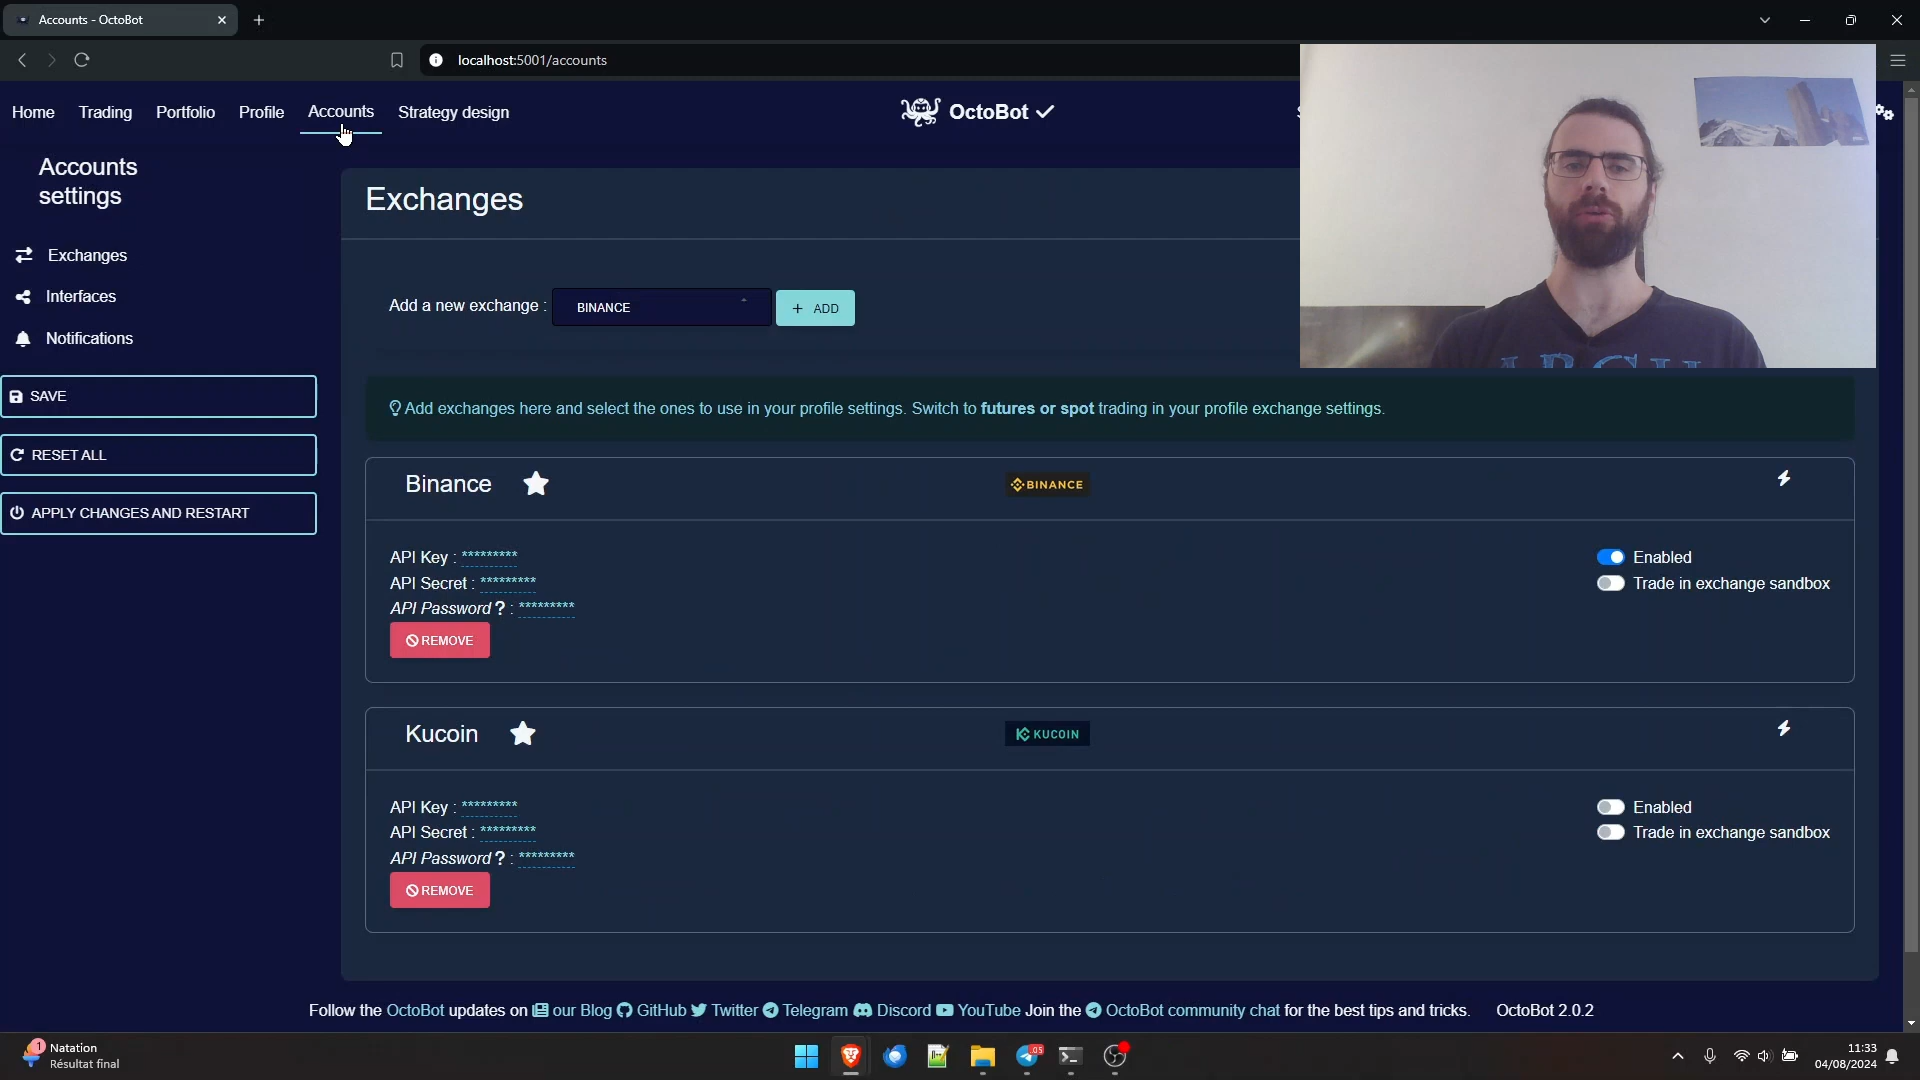 Accounts - OctoBot
localhost:5001/accounts
Home
Trading
Portfolio
Profile
Accounts
Strategy design
OctoBot
Accounts
settings
Exchanges
Interfaces
Notifications
SAVE
RESET ALL
APPLY CHANGES AND RESTART
Exchanges
Add a new exchange : BINANCE + ADD
Add exchanges here and select the ones to use in your profile settings. Switch to futures or spot trading in your profile exchange settings.
Binance
BINANCE
API Key : *********
API Secret : *********
API Password ? : *********
REMOVE
Enabled
Trade in exchange sandbox
Kucoin
KUCOIN
API Key : *********
API Secret : *********
API Password ? : *********
REMOVE
Enabled
Trade in exchange sandbox
Follow the OctoBot updates on our Blog GitHub Twitter Telegram Discord YouTube Join the OctoBot community chat for the best tips and tricks. OctoBot 2.0.2
1
Natation
Résultat final
05
11:33
04/08/2024